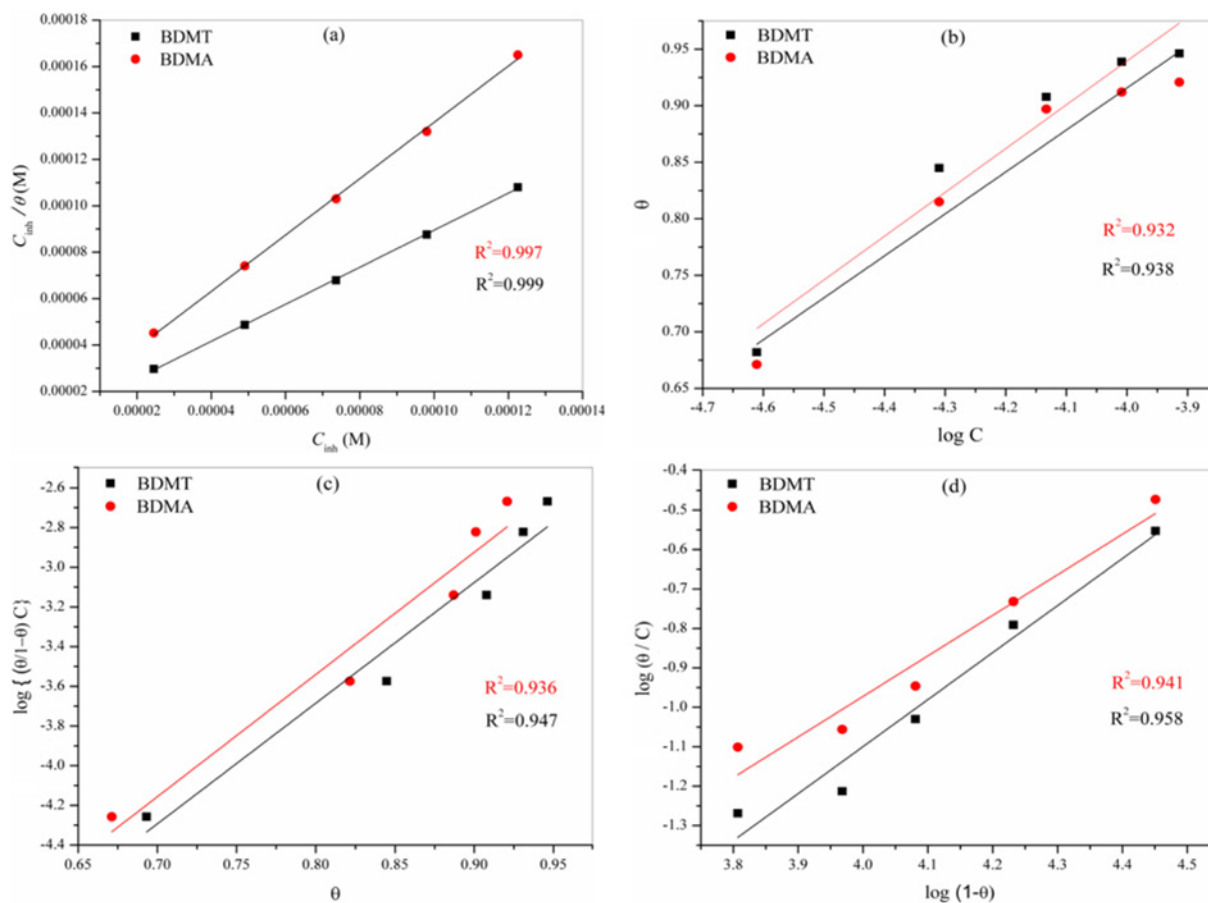 (a)
BDMT
BDMA
0.00018
0.00016
0.00014
0.00012
0.00010
0.00008
0.00006
0.00004
0.00002
C_inh / θ (M)
R²=0.997
R²=0.999
0.00002 0.00004 0.00006 0.00008 0.00010 0.00012 0.00014
C_inh (M)
(b)
BDMT
BDMA
0.95
0.90
0.85
0.80
0.75
0.70
0.65
θ
R²=0.932
R²=0.938
-4.7 -4.6 -4.5 -4.4 -4.3 -4.2 -4.1 -4.0 -3.9
log C
(c)
BDMT
BDMA
-2.6
-2.8
-3.0
-3.2
-3.4
-3.6
-3.8
-4.0
-4.2
-4.4
log { (θ/1−θ) C}
R²=0.936
R²=0.947
0.65 0.70 0.75 0.80 0.85 0.90 0.95
θ
(d)
BDMT
BDMA
-0.4
-0.5
-0.6
-0.7
-0.8
-0.9
-1.0
-1.1
-1.2
-1.3
log (θ / C)
R²=0.941
R²=0.958
3.8 3.9 4.0 4.1 4.2 4.3 4.4 4.5
log (1-θ)